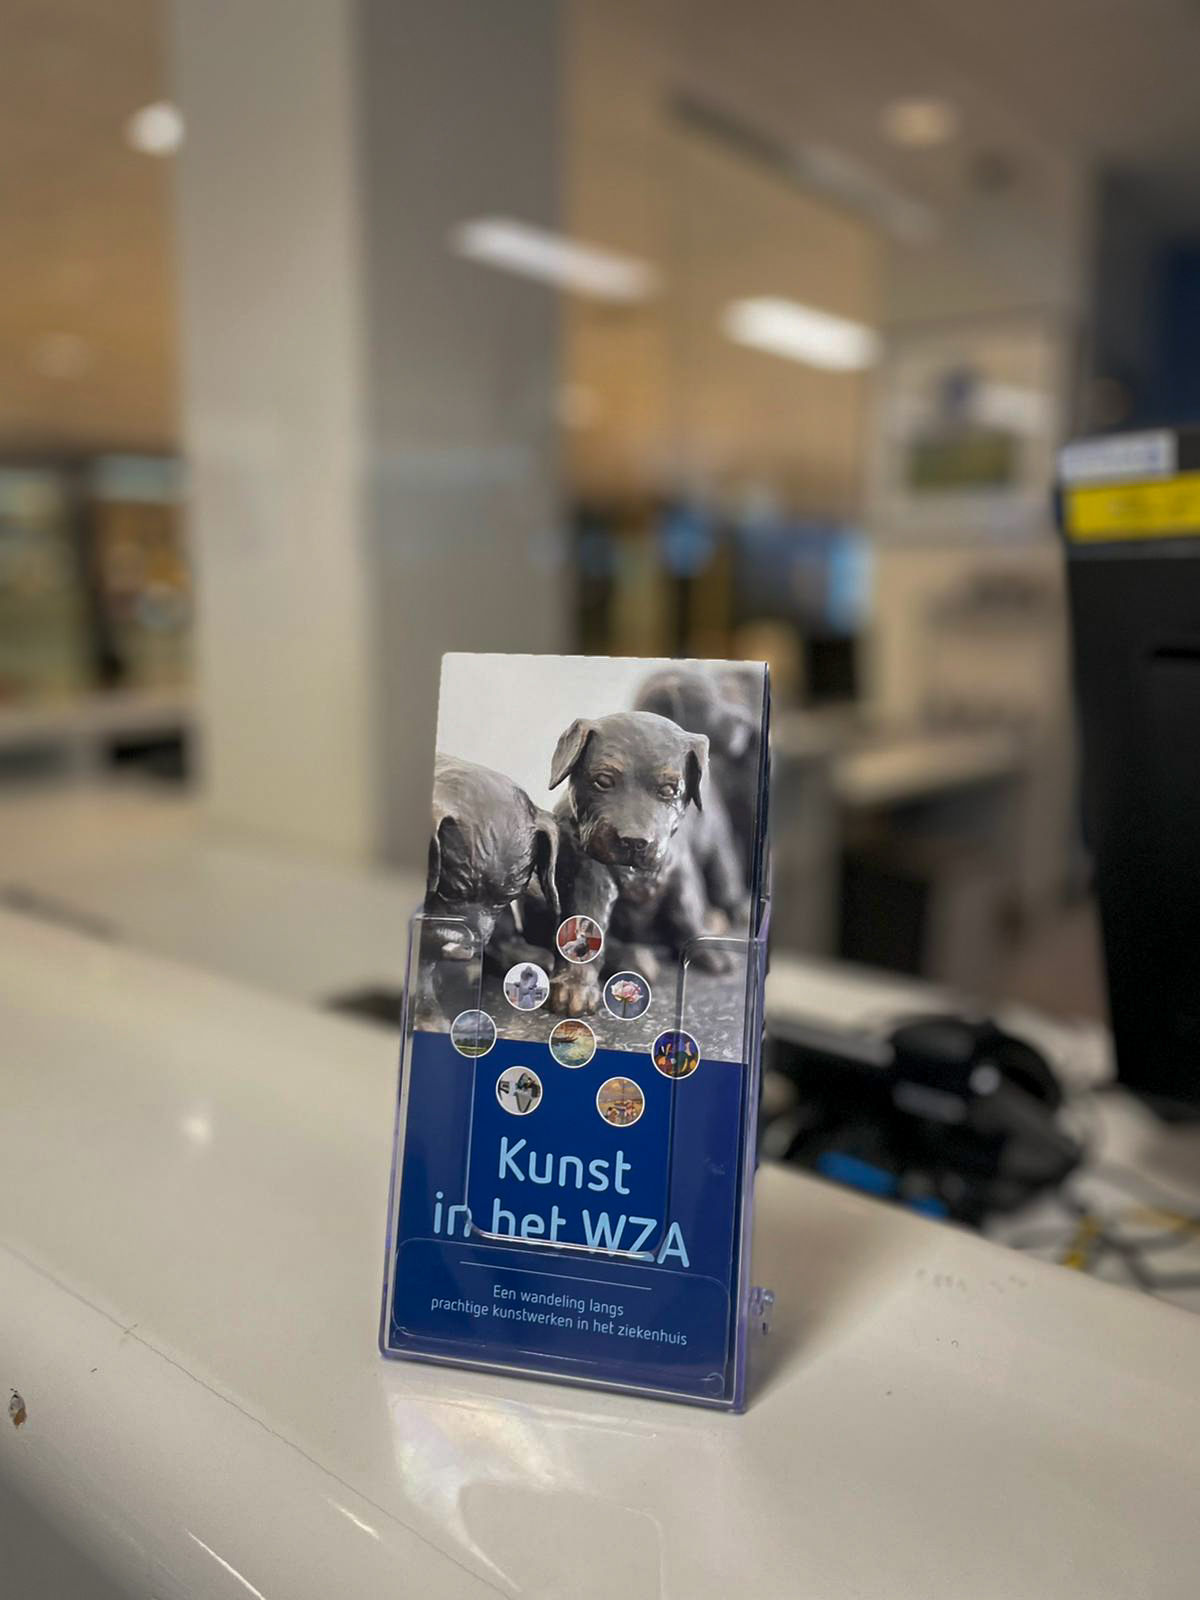 Kunst
in het WZA
Een wandeling langs
prachtige kunstwerken in het ziekenhuis